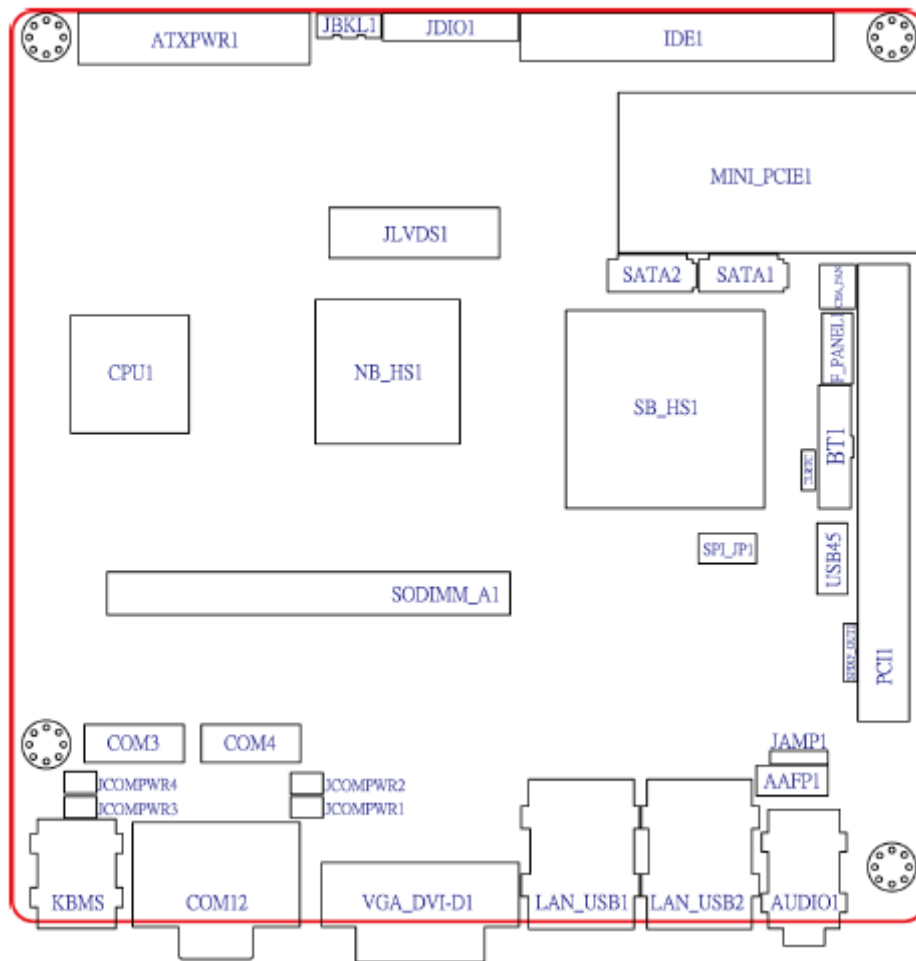 JBKL1
ATXPWR1
JDIO1
IDE1
MINI_PCIE1
JLVDS1
SATA2
SATA1
F_PANEL1
CPU1
NB_HS1
SB_HS1
BT1
SPI_JP1
USB45
SODIMM_A1
PCI1
COM3
COM4
JAMP1
JCOMPWR4
JCOMPWR2
AAFP1
JCOMPWR3
JCOMPWR1
KBMS
COM12
VGA_DVI-D1
LAN_USB1
LAN_USB2
AUDIO1